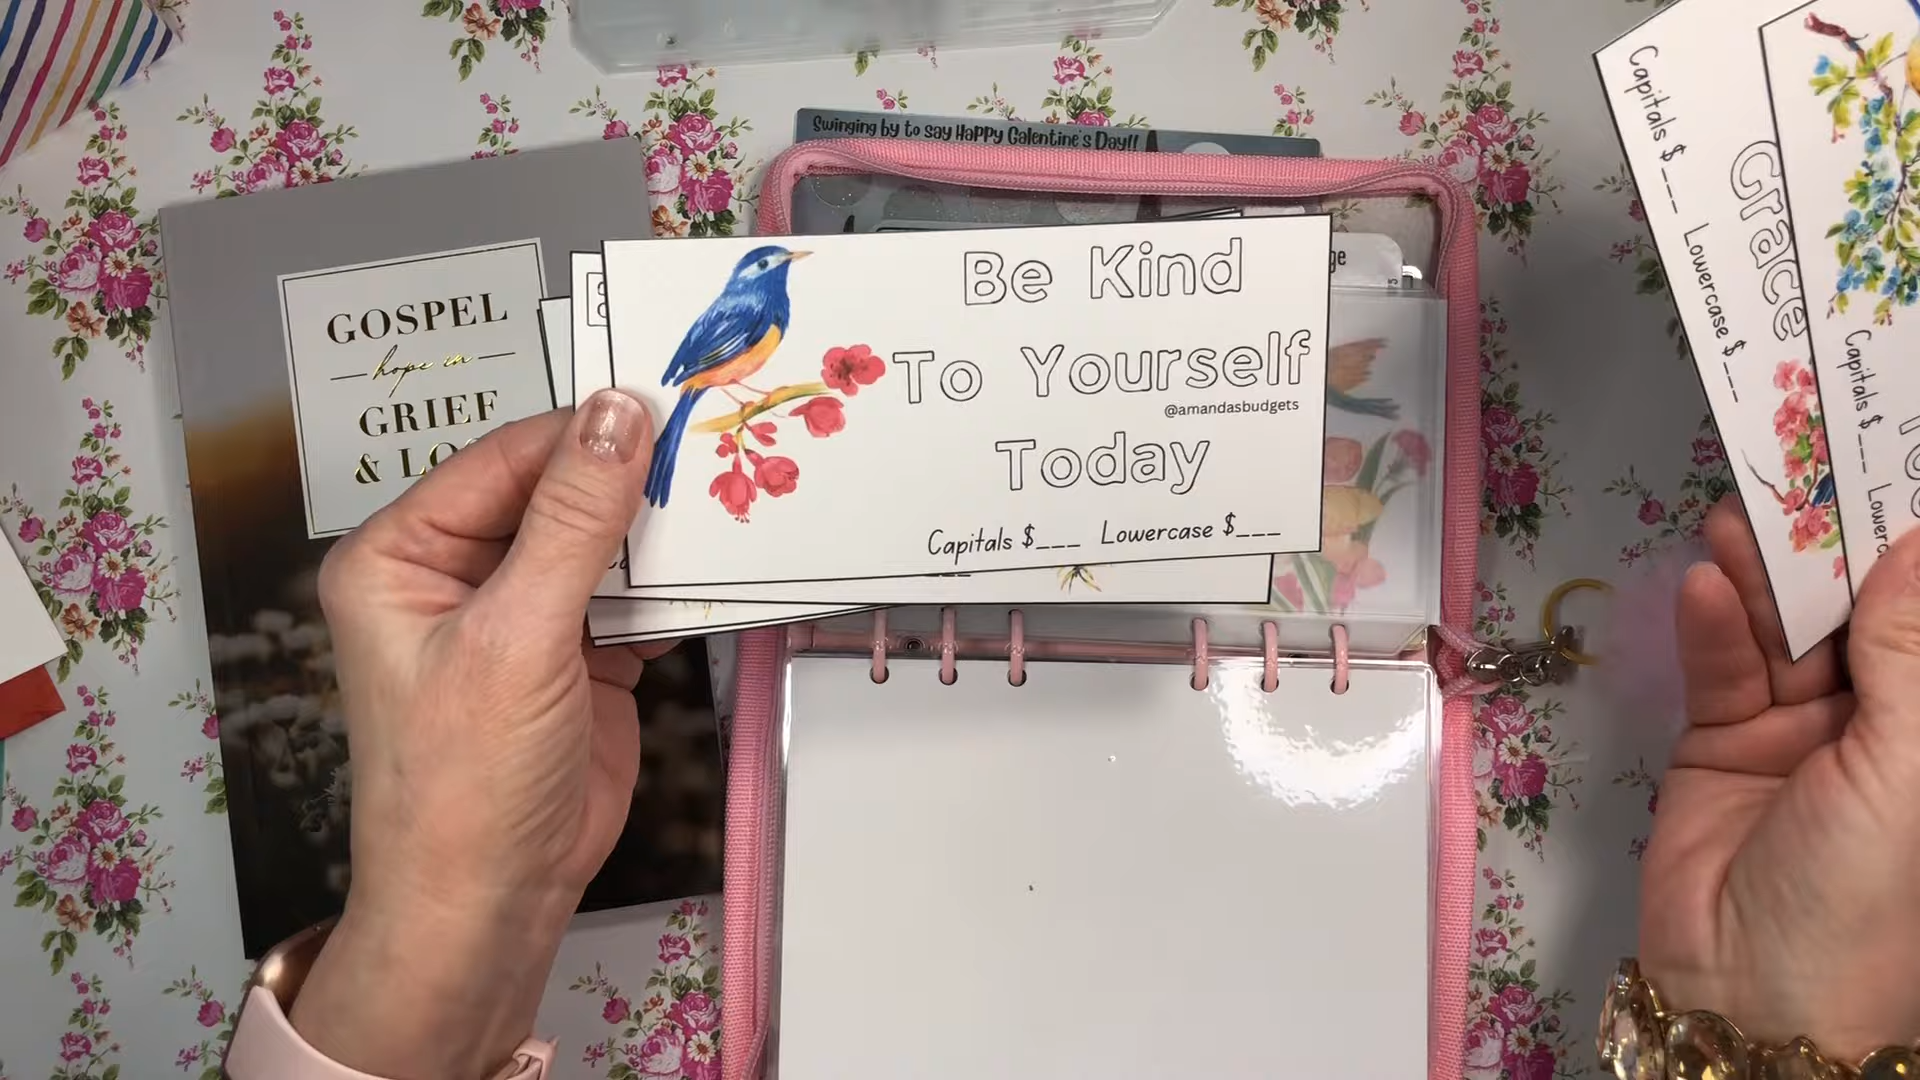 Swinging by to say Happy Galentine's Day!!
GOSPEL
hope in
GRIEF
& LO
Be Kind
To Yourself
@amandasbudgets
Today
Capitals $___ Lowercase $___
ge
Grace
Capitals $___ Lowercase $___
Capitals $___ Lowerc